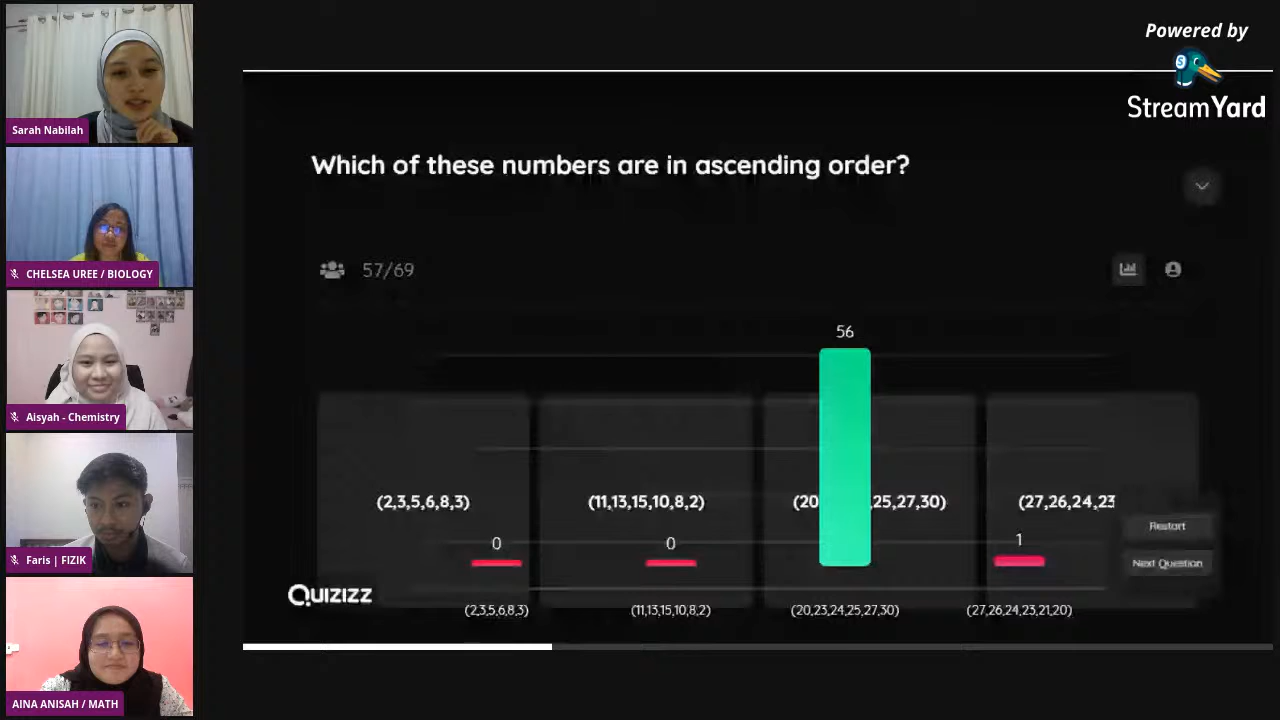 Sarah Nabilah
CHELSEA UREE / BIOLOGY
Aisyah - Chemistry
Faris | FIZIK
AINA ANISAH / MATH
Powered by
StreamYard
Which of these numbers are in ascending order?
57/69
56
(2,3,5,6,8,3)
(11,13,15,10,8,2)
(20 ,25,27,30)
(27,26,24,23
0
0
1
Restart
Next Question
QUIZIZZ
(2,3,5,6,8,3)
(11,13,15,10,8,2)
(20,23,24,25,27,30)
(27,26,24,23,21,20)